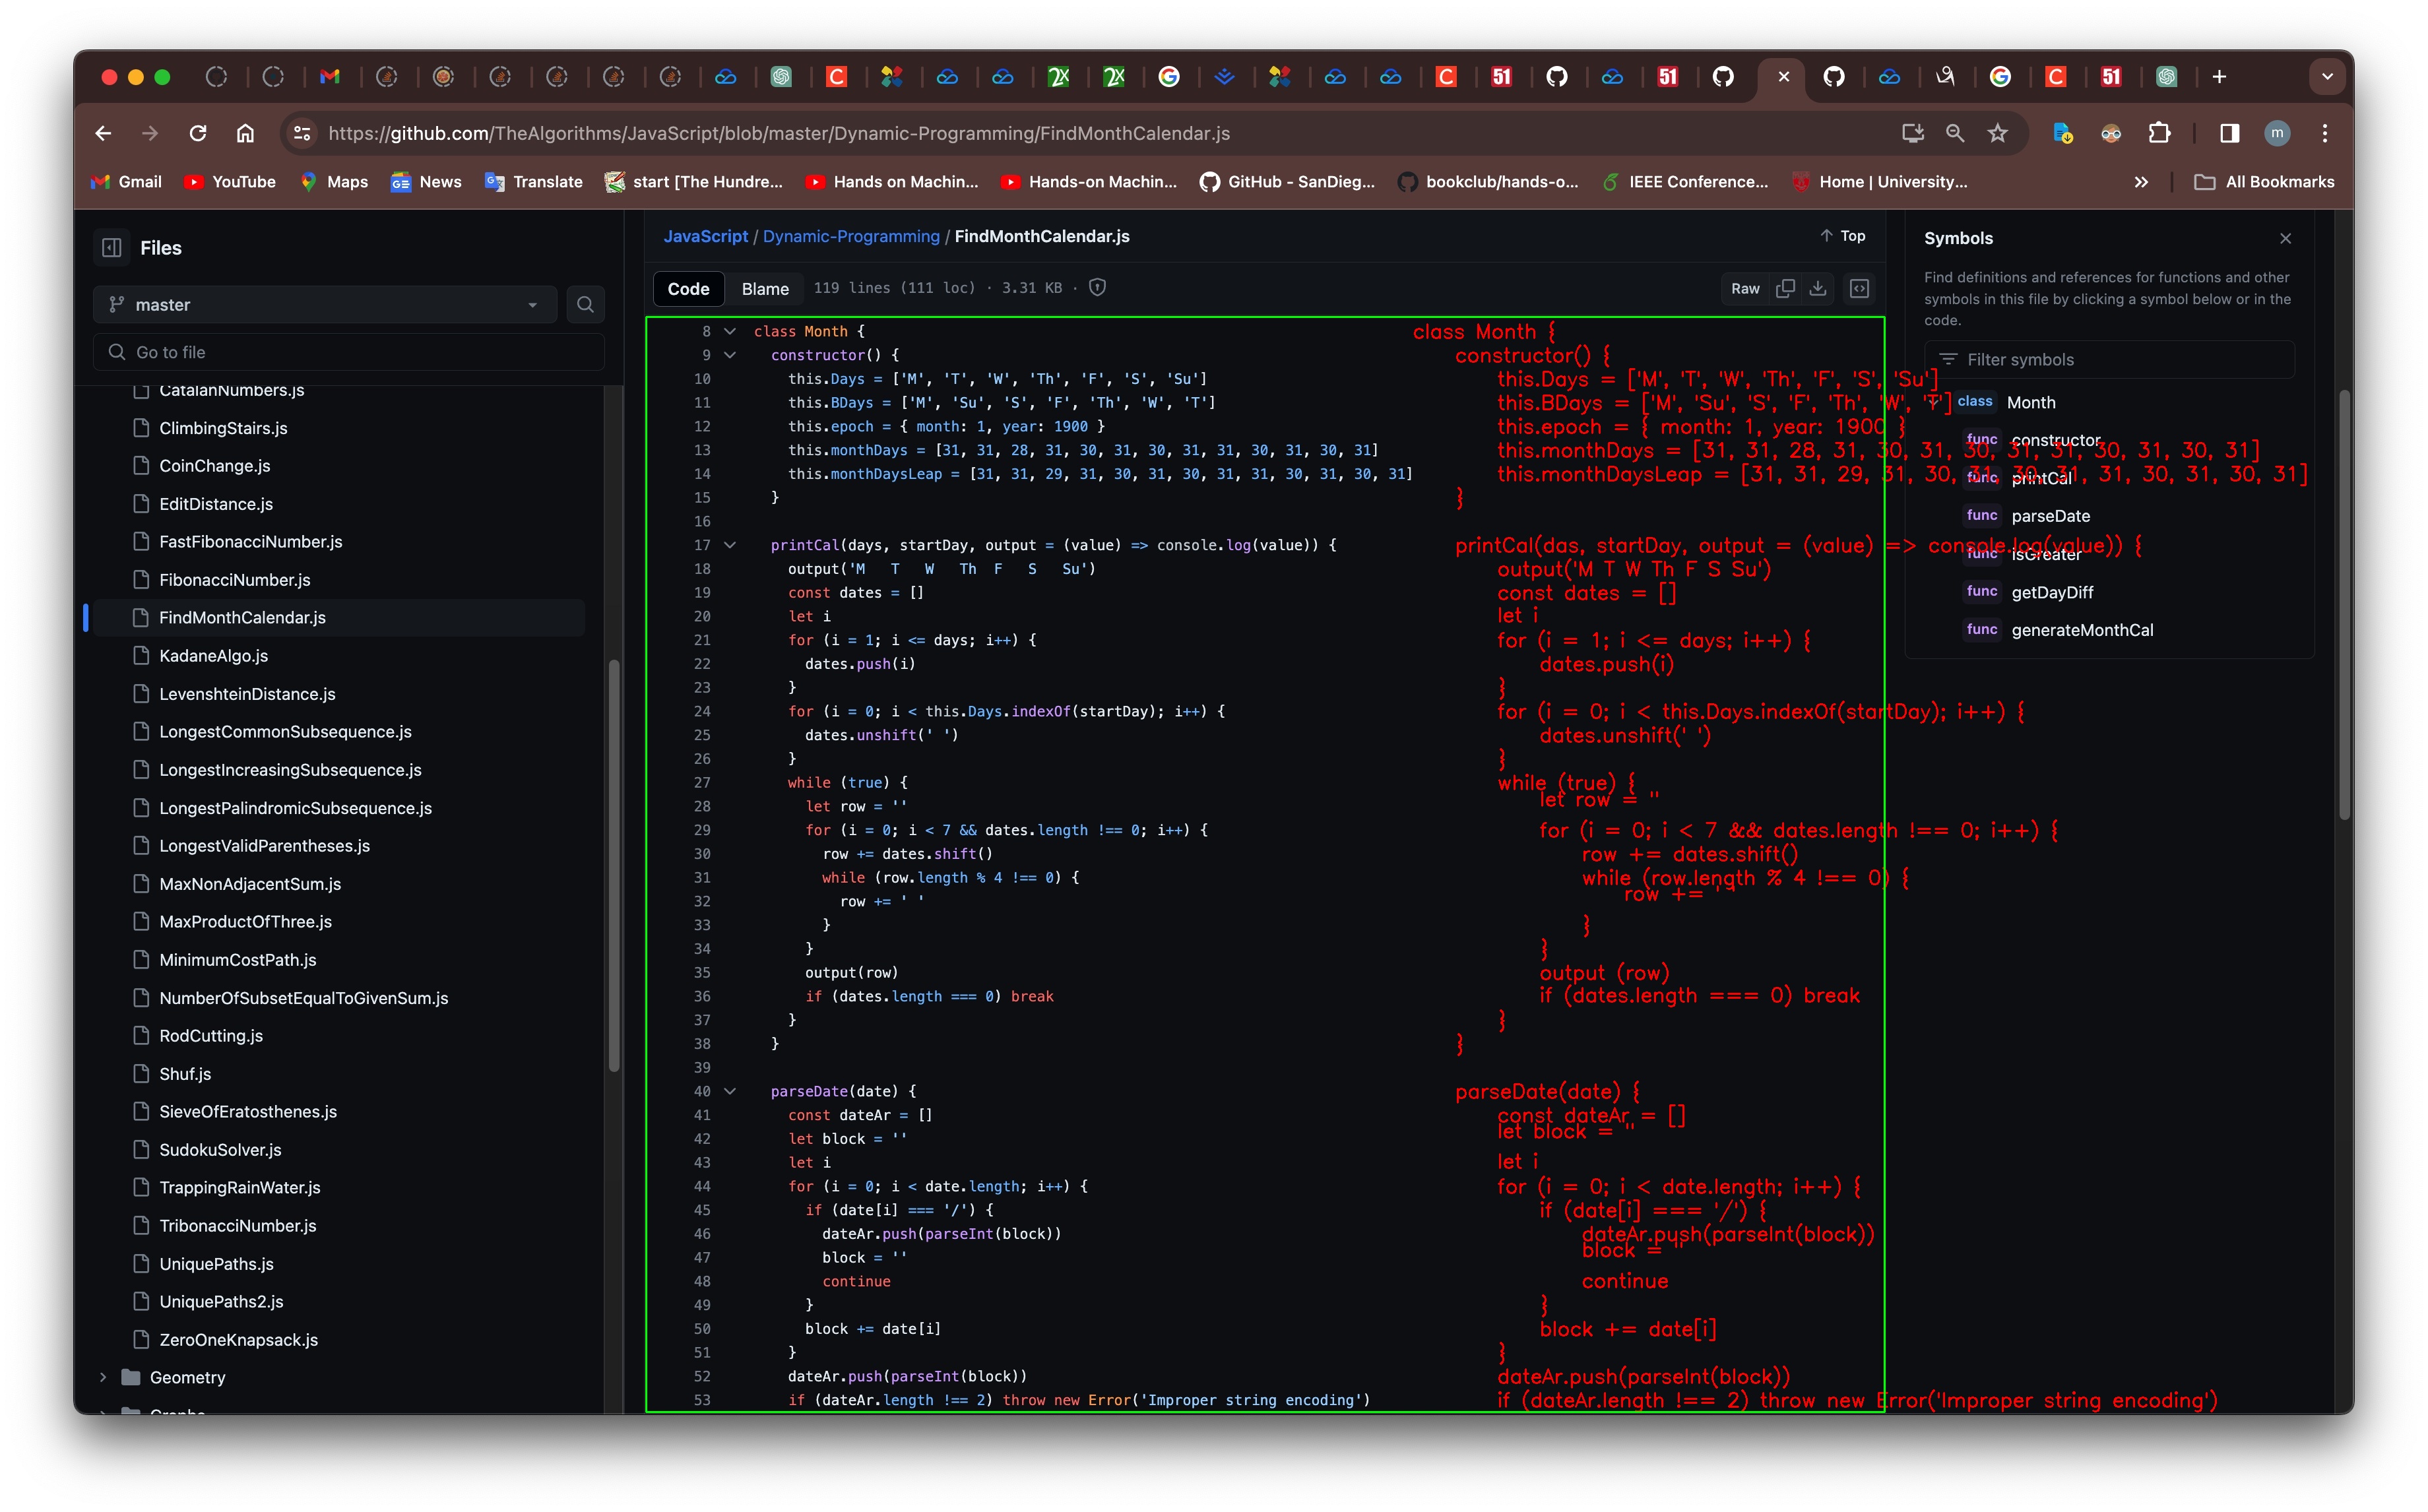 https://github.com/TheAlgorithms/JavaScript/blob/master/Dynamic-Programming/FindMonthCalendar.js
Gmail YouTube Maps News Translate start [The Hundre... Hands on Machin... Hands-on Machin... GitHub - SanDieg... bookclub/hands-o... IEEE Conference... Home | University... All Bookmarks
Files
master
Go to file
CatalanNumbers.js
ClimbingStairs.js
CoinChange.js
EditDistance.js
FastFibonacciNumber.js
FibonacciNumber.js
FindMonthCalendar.js
KadaneAlgo.js
LevenshteinDistance.js
LongestCommonSubsequence.js
LongestIncreasingSubsequence.js
LongestPalindromicSubsequence.js
LongestValidParentheses.js
MaxNonAdjacentSum.js
MaxProductOfThree.js
MinimumCostPath.js
NumberOfSubsetEqualToGivenSum.js
RodCutting.js
Shuf.js
SieveOfEratosthenes.js
SudokuSolver.js
TrappingRainWater.js
TribonacciNumber.js
UniquePaths.js
UniquePaths2.js
ZeroOneKnapsack.js
Geometry
JavaScript / Dynamic-Programming / FindMonthCalendar.js
Top
Code Blame 119 lines (111 loc) · 3.31 KB ·
Raw
8 class Month {
9   constructor() {
10     this.Days = ['M', 'T', 'W', 'Th', 'F', 'S', 'Su']
11     this.BDays = ['M', 'Su', 'S', 'F', 'Th', 'W', 'T']
12     this.epoch = { month: 1, year: 1900 }
13     this.monthDays = [31, 31, 28, 31, 30, 31, 30, 31, 31, 30, 31, 30, 31]
14     this.monthDaysLeap = [31, 31, 29, 31, 30, 31, 30, 31, 31, 30, 31, 30, 31]
15   }
16
17   printCal(days, startDay, output = (value) => console.log(value)) {
18     output('M   T   W   Th  F   S   Su')
19     const dates = []
20     let i
21     for (i = 1; i <= days; i++) {
22       dates.push(i)
23     }
24     for (i = 0; i < this.Days.indexOf(startDay); i++) {
25       dates.unshift(' ')
26     }
27     while (true) {
28       let row = ''
29       for (i = 0; i < 7 && dates.length !== 0; i++) {
30         row += dates.shift()
31         while (row.length % 4 !== 0) {
32           row += ' '
33         }
34       }
35       output(row)
36       if (dates.length === 0) break
37     }
38   }
39
40   parseDate(date) {
41     const dateAr = []
42     let block = ''
43     let i
44     for (i = 0; i < date.length; i++) {
45       if (date[i] === '/') {
46         dateAr.push(parseInt(block))
47         block = ''
48         continue
49       }
50       block += date[i]
51     }
52     dateAr.push(parseInt(block))
53     if (dateAr.length !== 2) throw new Error('Improper string encoding')
class Month {
constructor() {
this.Days = ['M', 'T', 'W', 'Th', 'F', 'S', 'Su']
this.BDays = ['M', 'Su', 'S', 'F', 'Th', 'W', 'T']
this.epoch = { month: 1, year: 1900 }
this.monthDays = [31, 31, 28, 31, 30, 31, 30, 31, 31, 30, 31, 30, 31]
this.monthDaysLeap = [31, 31, 29, 31, 30, 31, 30, 31, 31, 30, 31, 30, 31]
}
printCal(das, startDay, output = (value) => console.log(value)) {
output('M T W Th F S Su')
const dates = []
let i
for (i = 1; i <= days; i++) {
dates.push(i)
}
for (i = 0; i < this.Days.indexOf(startDay); i++) {
dates.unshift(' ')
}
while (true) {
let row = ''
for (i = 0; i < 7 && dates.length !== 0; i++) {
row += dates.shift()
while (row.length % 4 !== 0) {
row += ' '
}
}
output (row)
if (dates.length === 0) break
}
}
parseDate(date) {
const dateAr = []
let block = ''
let i
for (i = 0; i < date.length; i++) {
if (date[i] === '/') {
dateAr.push(parseInt(block))
block = ''
continue
}
block += date[i]
}
dateAr.push(parseInt(block))
if (dateAr.length !== 2) throw new Error('Improper string encoding')
Symbols
Find definitions and references for functions and other
symbols in this file by clicking a symbol below or in the
code.
Filter symbols
class Month
func constructor
func printCal
func parseDate
func isGreater
func getDayDiff
func generateMonthCal